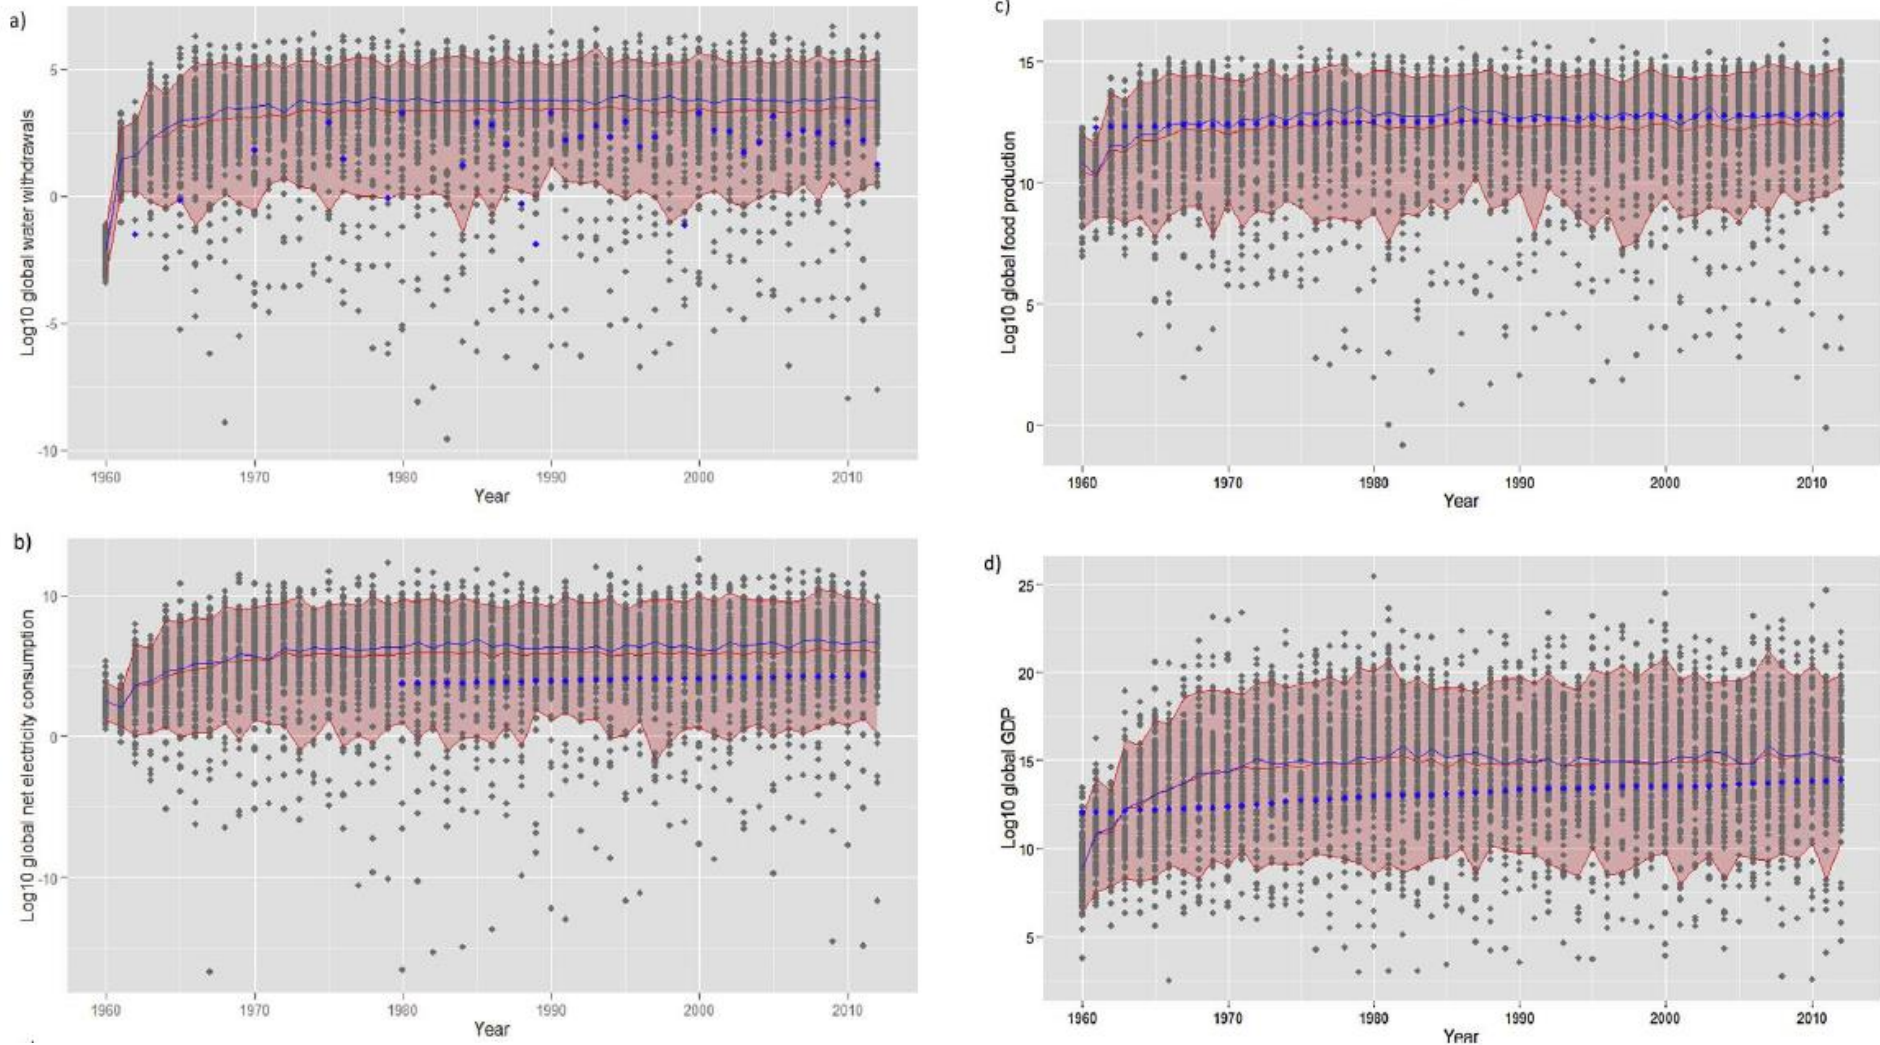 a)
Log10 global water withdrawals
5
0
-5
-10
1960 1970 1980 1990 2000 2010
Year
b)
Log10 global net electricity consumption
10
0
-10
1960 1970 1980 1990 2000 2010
Year
c)
Log10 global food production
15
10
5
0
1960 1970 1980 1990 2000 2010
Year
d)
Log10 global GDP
25
20
15
10
5
1960 1970 1980 1990 2000 2010
Year